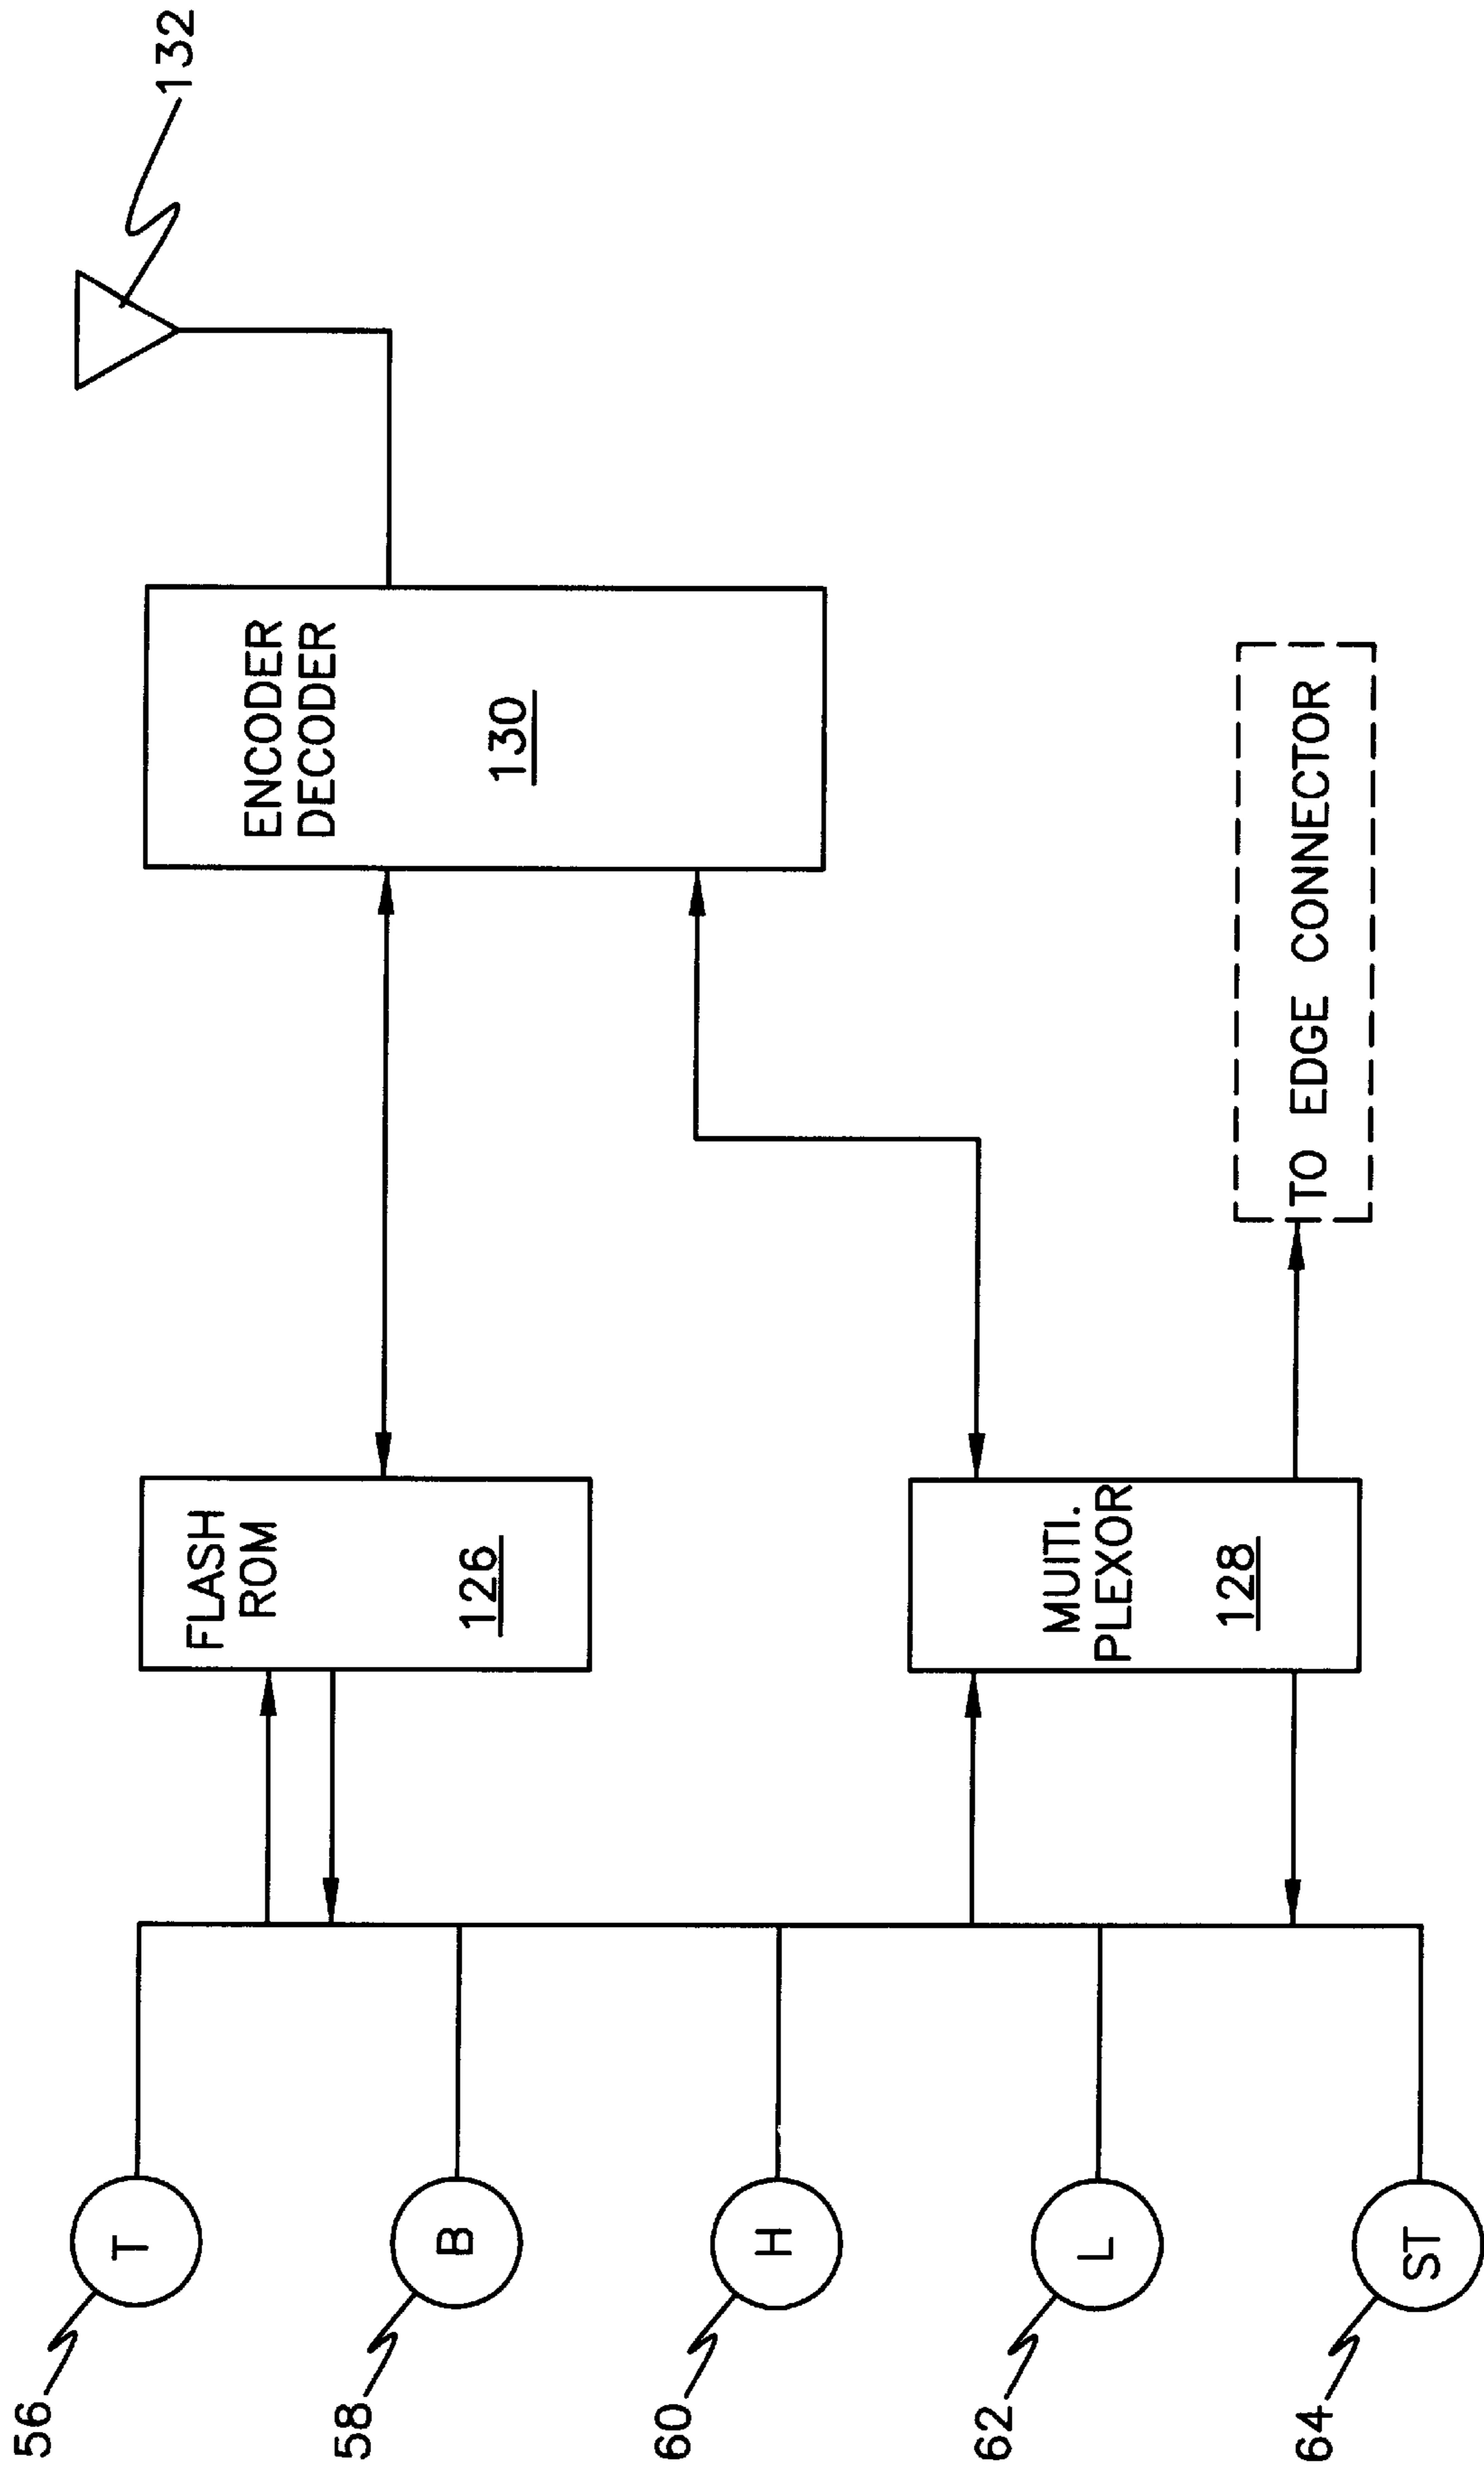 132
ENCODER
DECODER
130
FLASH
ROM
126
TO EDGE CONNECTOR
MUITI.
PLEXOR
128
56
T
58
B
60
H
62
L
64
ST